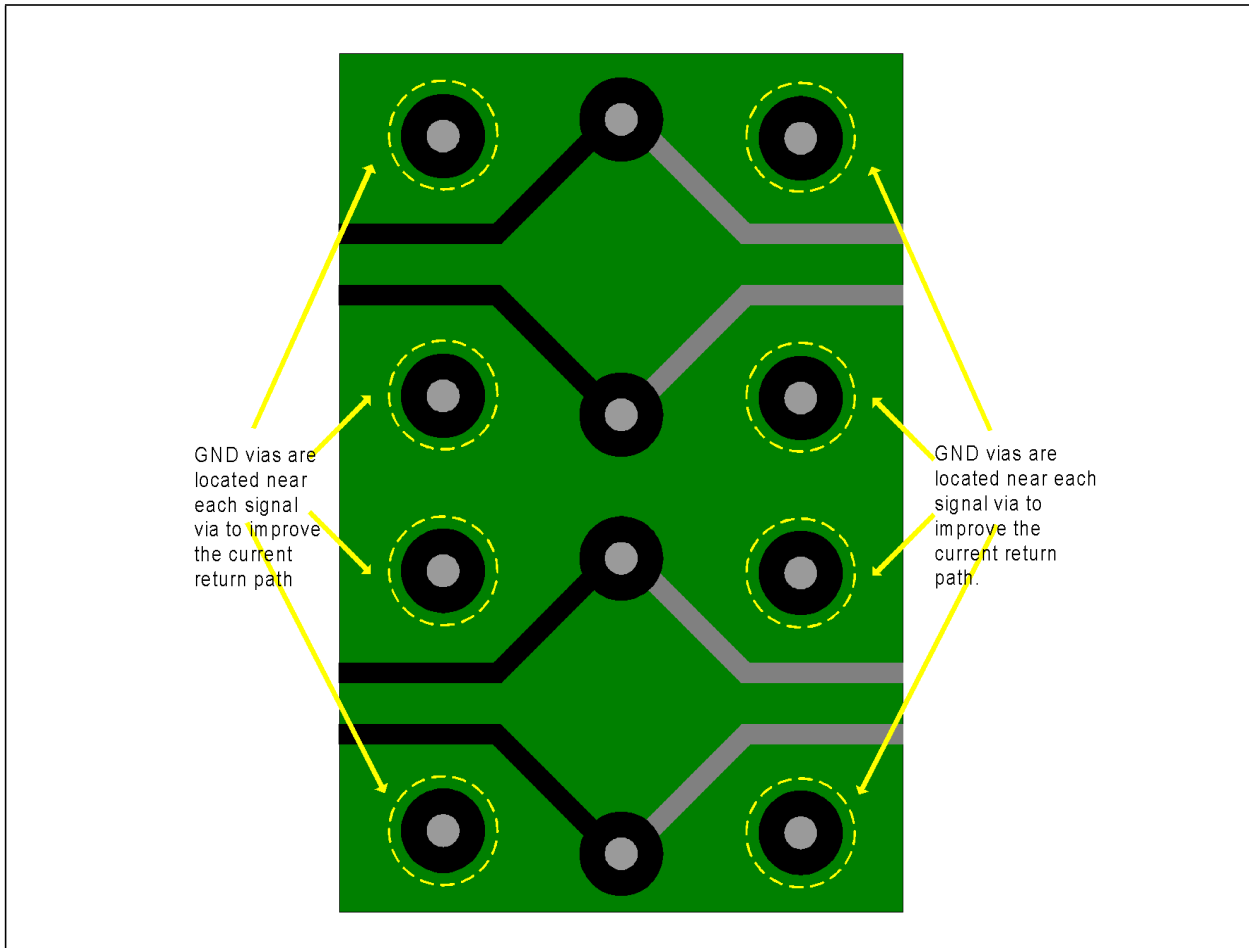 GND vias are
located near
each signal
via to improve
the current
return path
GND vias are
located near each
signal via to
improve the
current return
path.